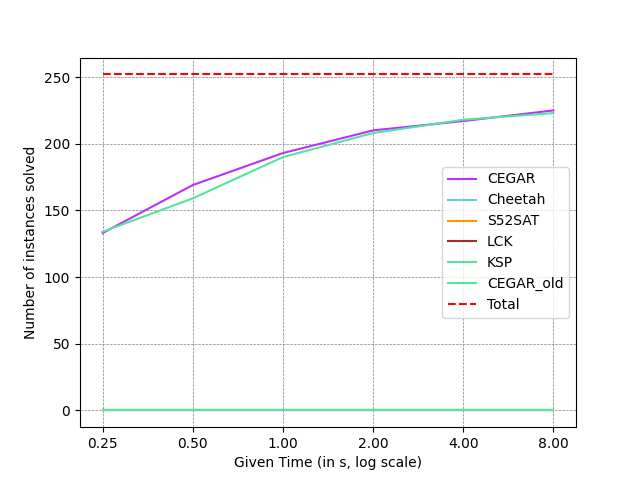 250
200
150
100
50
0
Number of instances solved
CEGAR
Cheetah
S52SAT
LCK
KSP
CEGAR_old
Total
0.25 0.50 1.00 2.00 4.00 8.00
Given Time (in s, log scale)